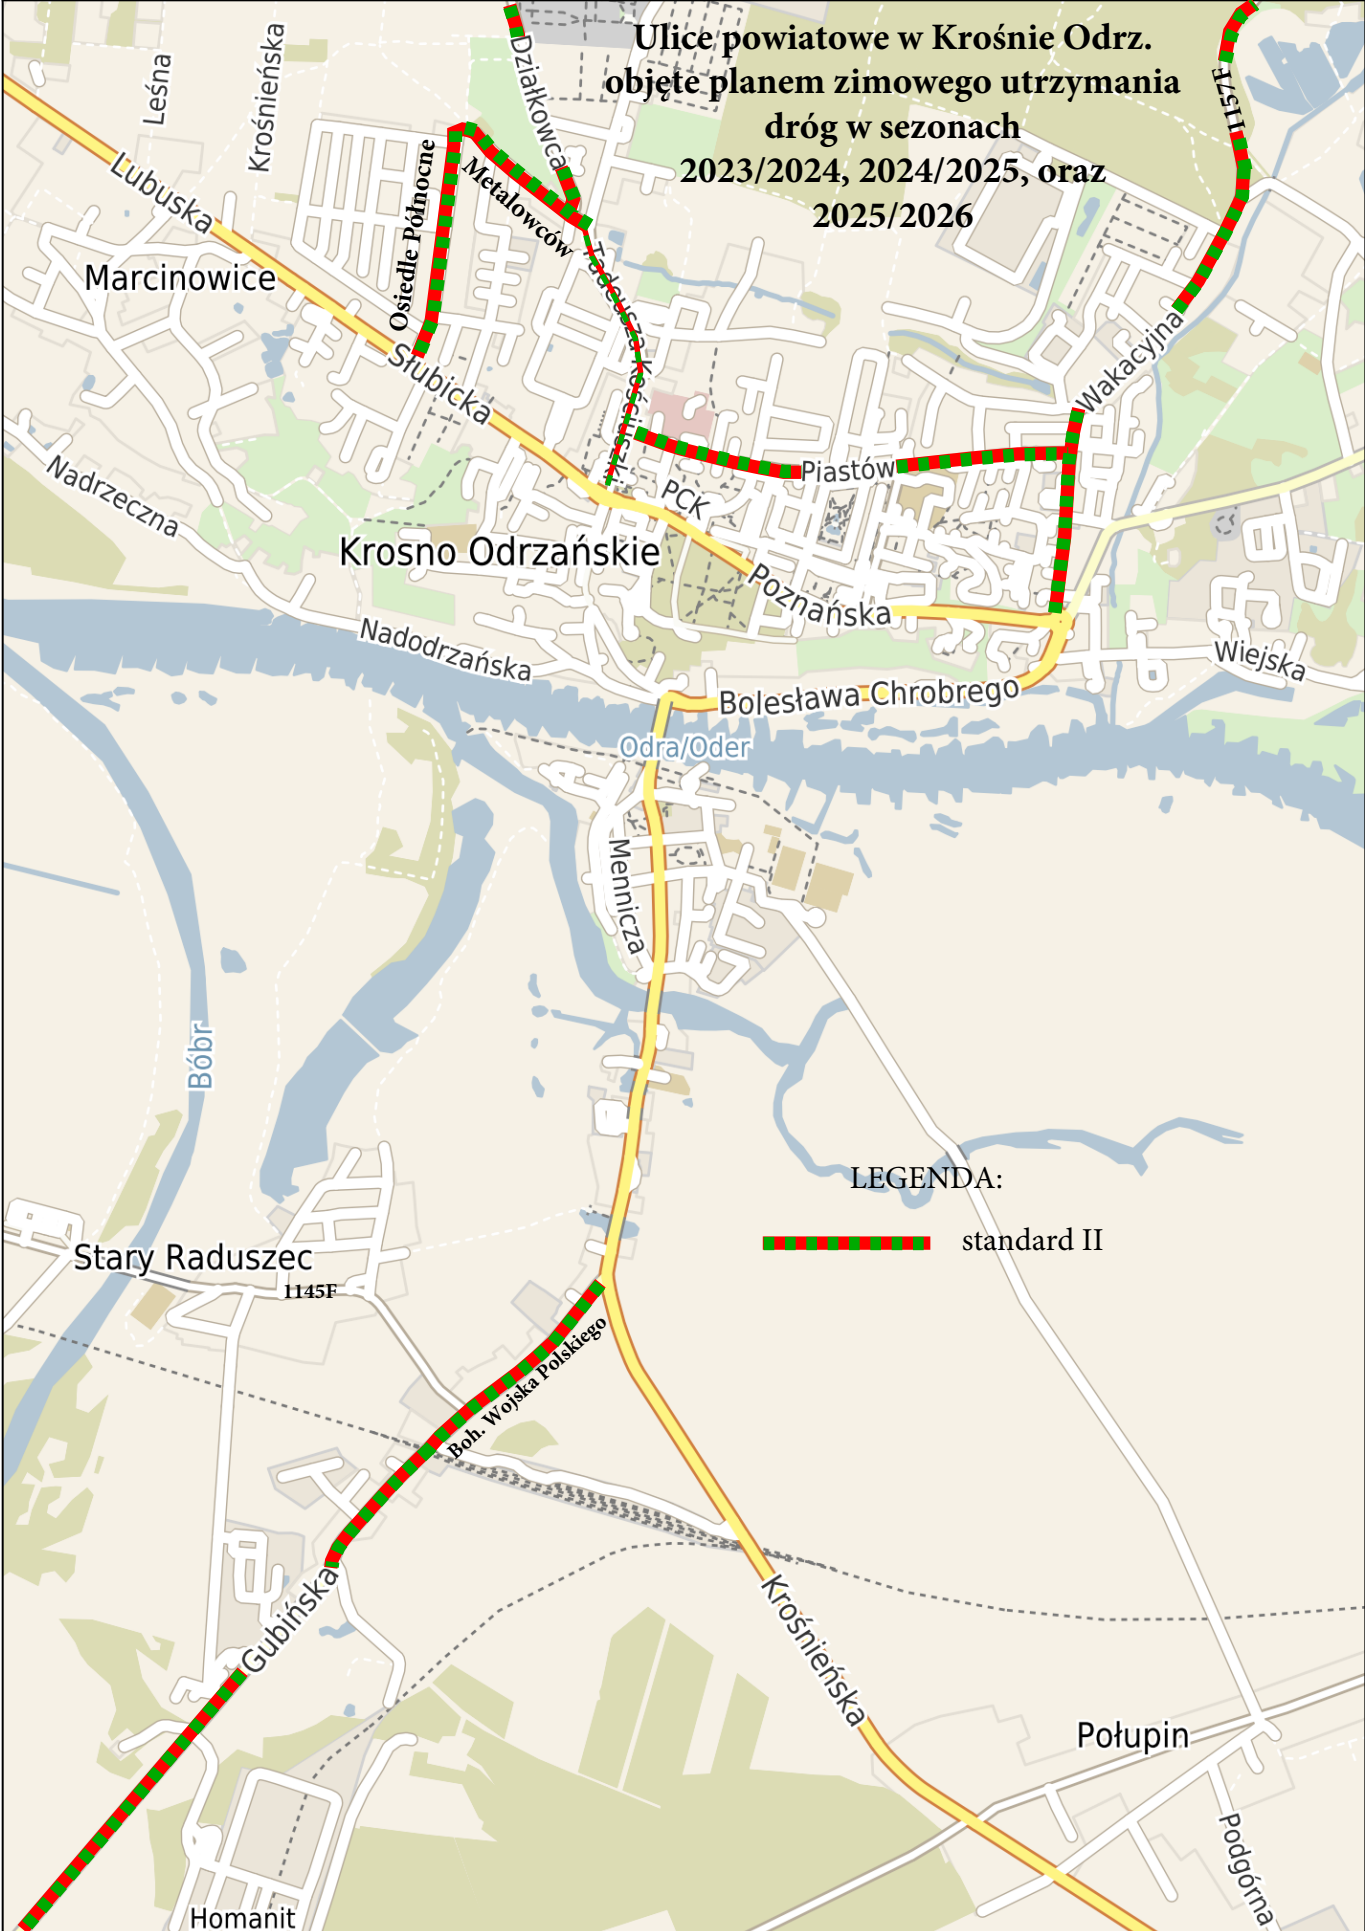 Ulice powiatowe w Krośnie Odrz.
objęte planem zimowego utrzymania
dróg w sezonach
2023/2024, 2024/2025, oraz
2025/2026
Leśna
Krośnieńska
Działkowca
1157F
Lubuska
Osiedle Północne
Metalowców
Marcinowice
Tadeusza Kościuszki
Słubicka
Wakacyjna
Piastów
PCK
Nadrzeczna
Krosno Odrzańskie
Poznańska
Nadodrzańska
Wiejska
Bolesława Chrobrego
Odra/Oder
Mennicza
Bóbr
LEGENDA:
standard II
Stary Raduszec
1145F
Boh. Wojska Polskiego
Gubińska
Krośnieńska
Połupin
Podgórna
Homanit